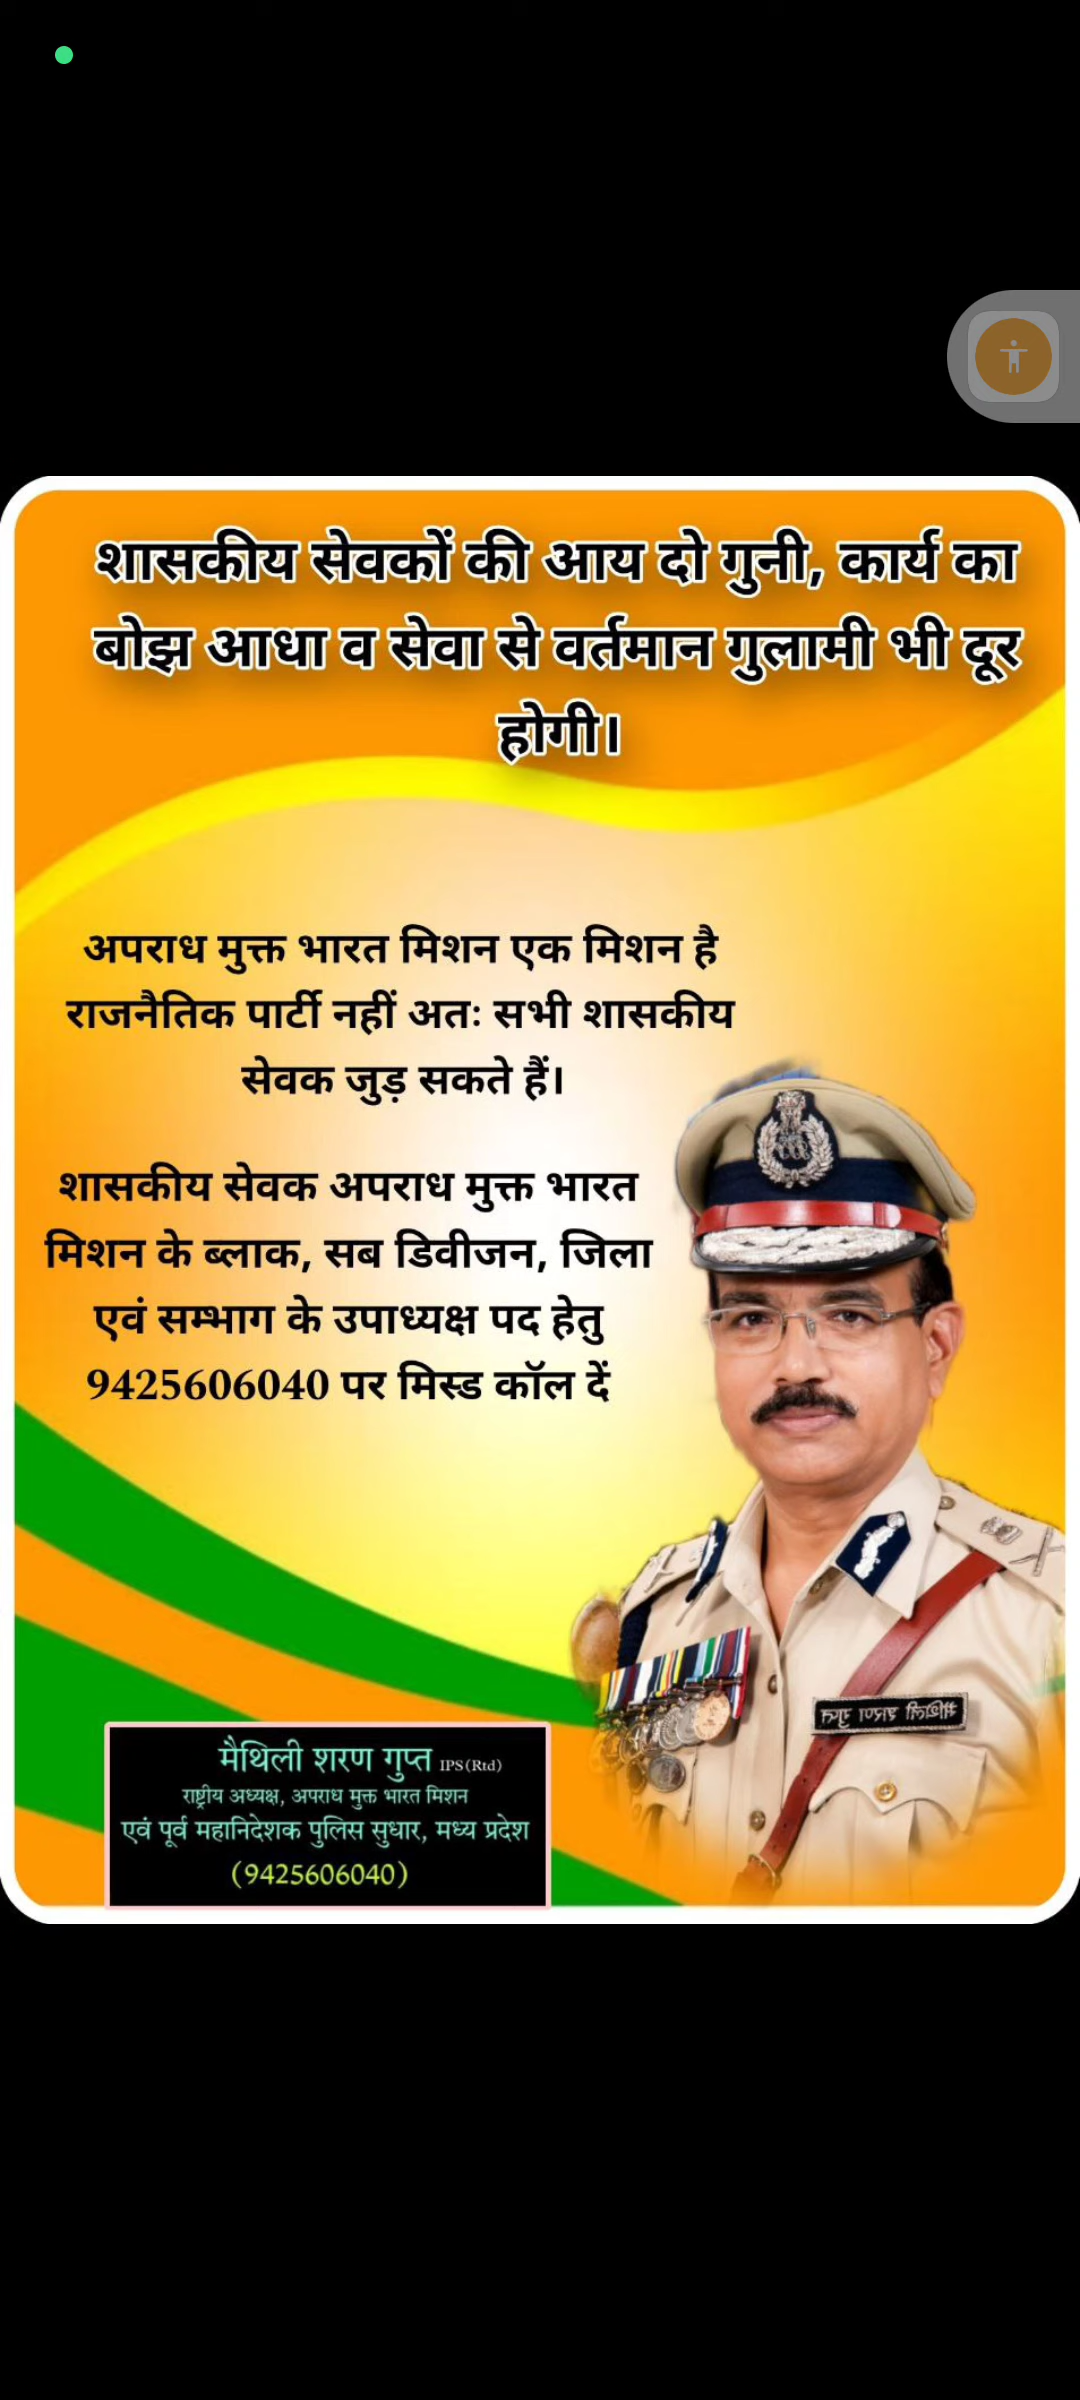 शासकीय सेवकों की आय दो गुनी, कार्य का
बोझ आधा व सेवा से वर्तमान गुलामी भी दूर
होगी।
अपराध मुक्त भारत मिशन एक मिशन है
राजनैतिक पार्टी नहीं अतः सभी शासकीय
सेवक जुड़ सकते हैं।
शासकीय सेवक अपराध मुक्त भारत
मिशन के ब्लाक, सब डिवीजन, जिला
एवं सम्भाग के उपाध्यक्ष पद हेतु
9425606040 पर मिस्ड कॉल दें
मैथिली शरण गुप्त
मैथिली शरण गुप्त IPS(Rtd)
राष्ट्रीय अध्यक्ष, अपराध मुक्त भारत मिशन
एवं पूर्व महानिदेशक पुलिस सुधार, मध्य प्रदेश
(9425606040)